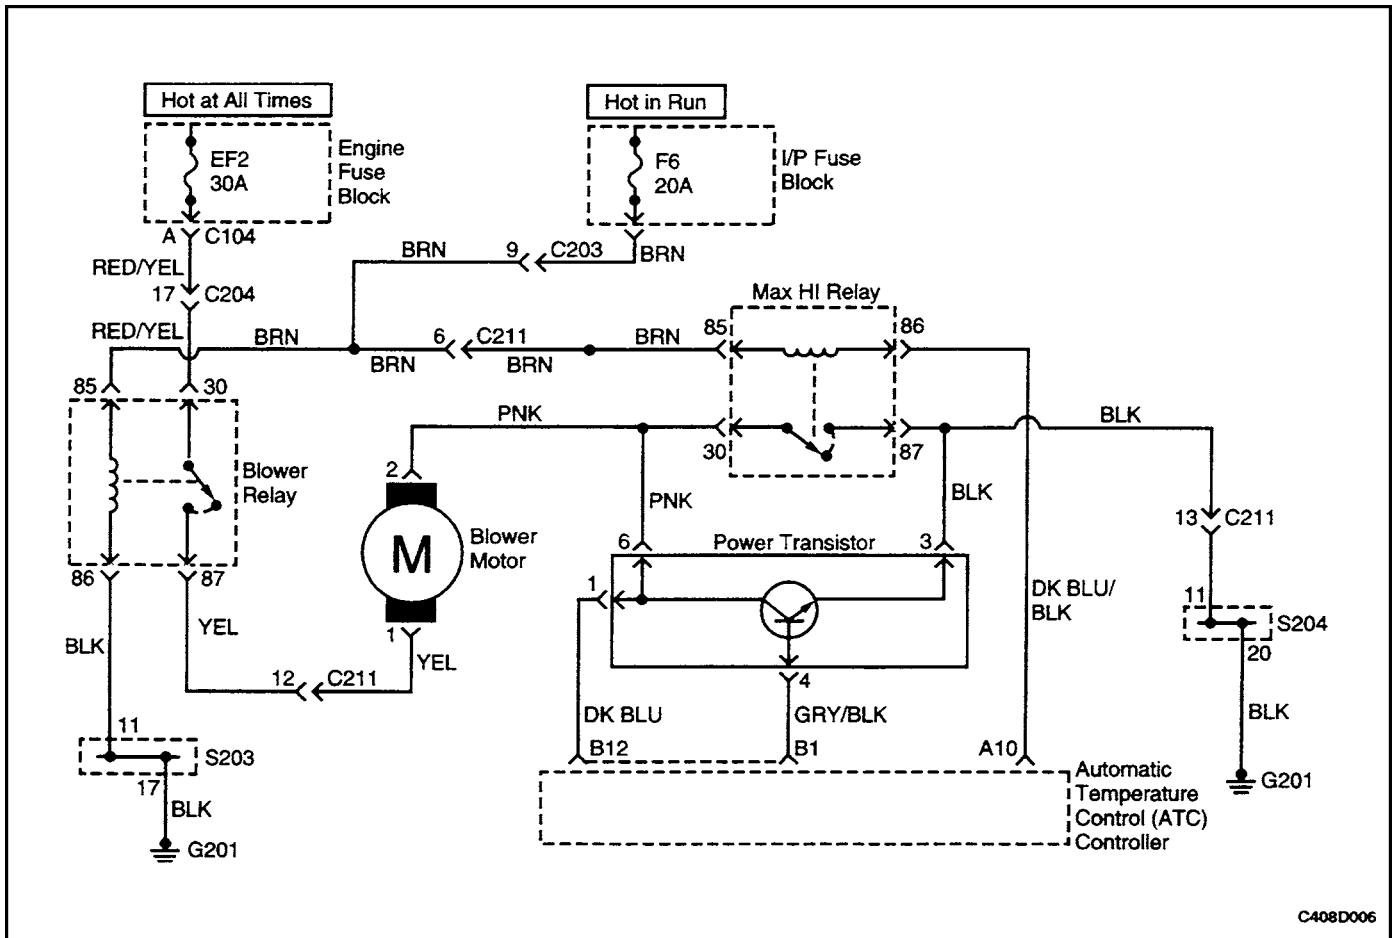 Hot at All Times
Hot in Run
EF2
30A
Engine
Fuse
Block
F6
20A
I/P Fuse
Block
A
C104
BRN
9
C203
BRN
RED/YEL
17
C204
Max HI Relay
RED/YEL
BRN
6
C211
BRN
85
86
BRN
BRN
85
30
PNK
30
87
BLK
Blower
Relay
2
PNK
BLK
M
Blower
Motor
13
C211
6
Power Transistor
3
86
87
1
DK BLU/
BLK
11
S204
20
YEL
1
YEL
BLK
12
C211
4
DK BLU
GRY/BLK
BLK
11
S203
17
BLK
B12
B1
A10
Automatic
Temperature
Control (ATC)
Controller
G201
G201
C408D006